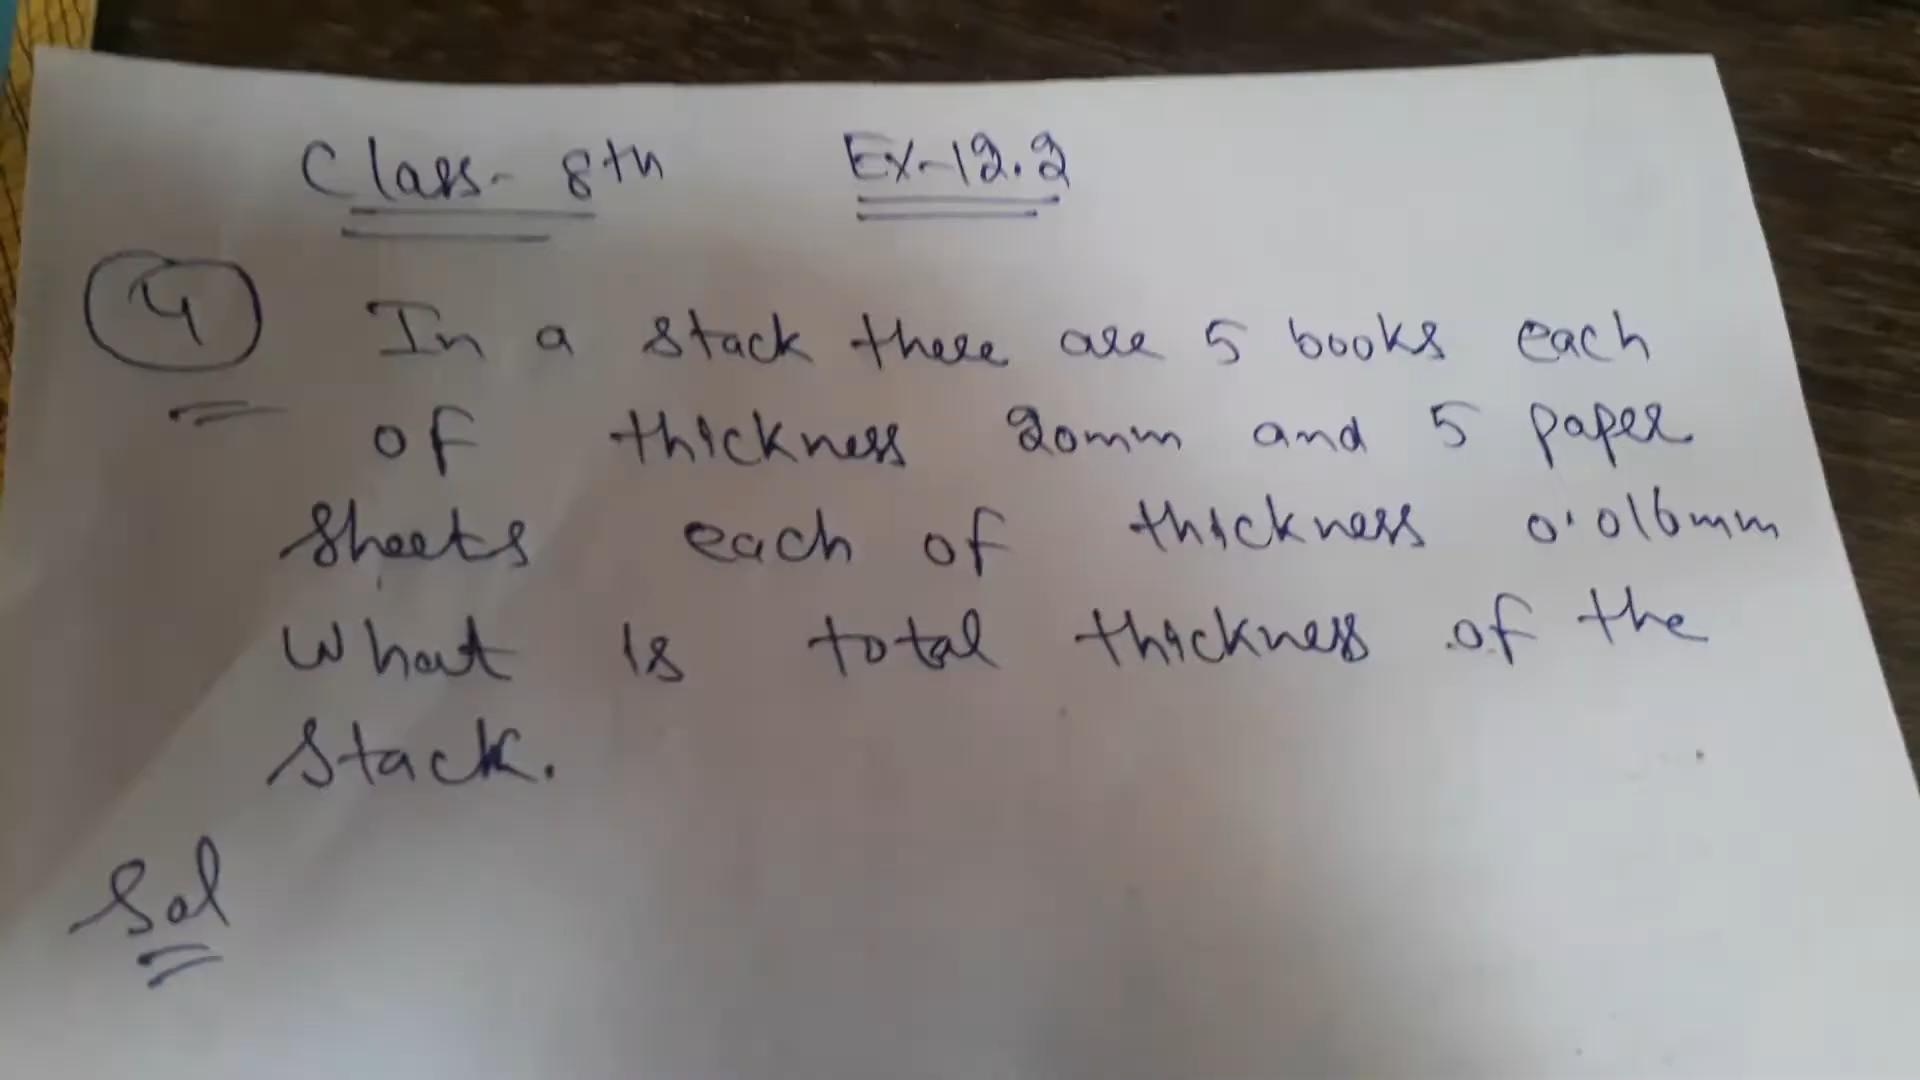 Class- 8th Ex-12.2
4 In a stack there are 5 books each
of thickness 20mm and 5 paper
sheets each of thickness 0.016mm
What is total thickness of the
stack.
Sol